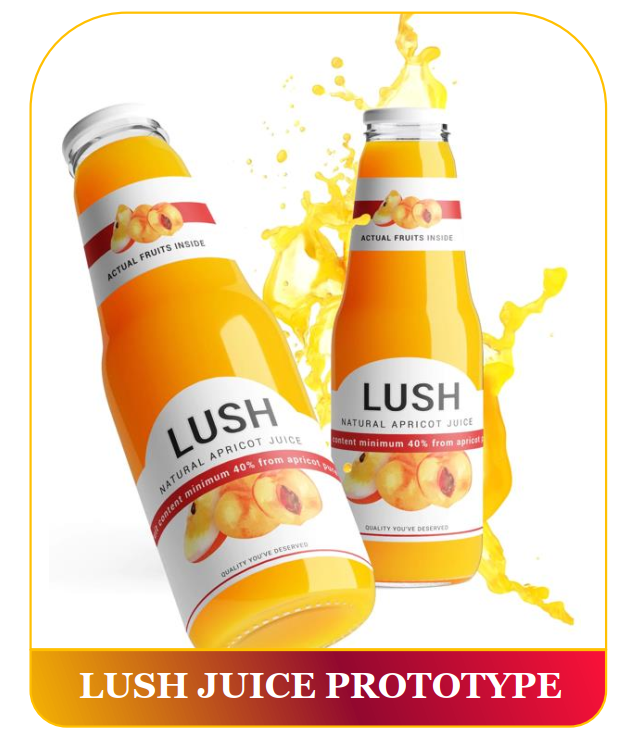 ACTUAL FRUITS INSIDE
LUSH
NATURAL APRICOT JUICE
content minimum 40% from apricot
QUALITY YOU'VE DESERVED
ACTUAL FRUITS INSIDE
LUSH
NATURAL APRICOT JUICE
content minimum 40% from apricot
QUALITY YOU'VE DESERVED
LUSH JUICE PROTOTYPE